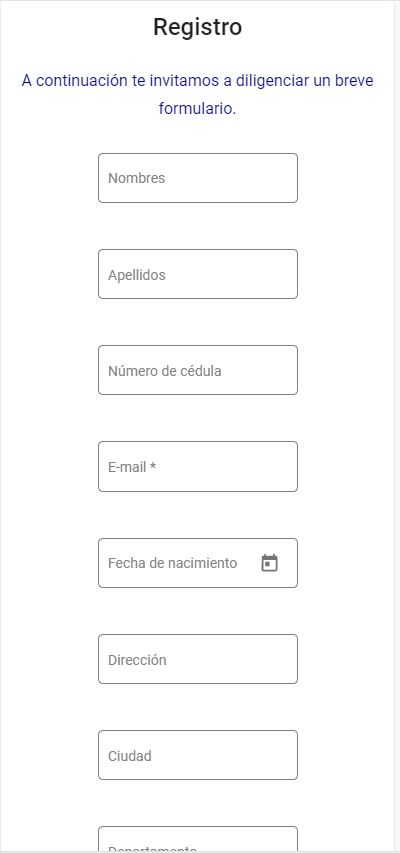 Registro
A continuación te invitamos a diligenciar un breve
formulario.
Nombres
Apellidos
Número de cédula
E-mail *
Fecha de nacimiento
Dirección
Ciudad
Departamento